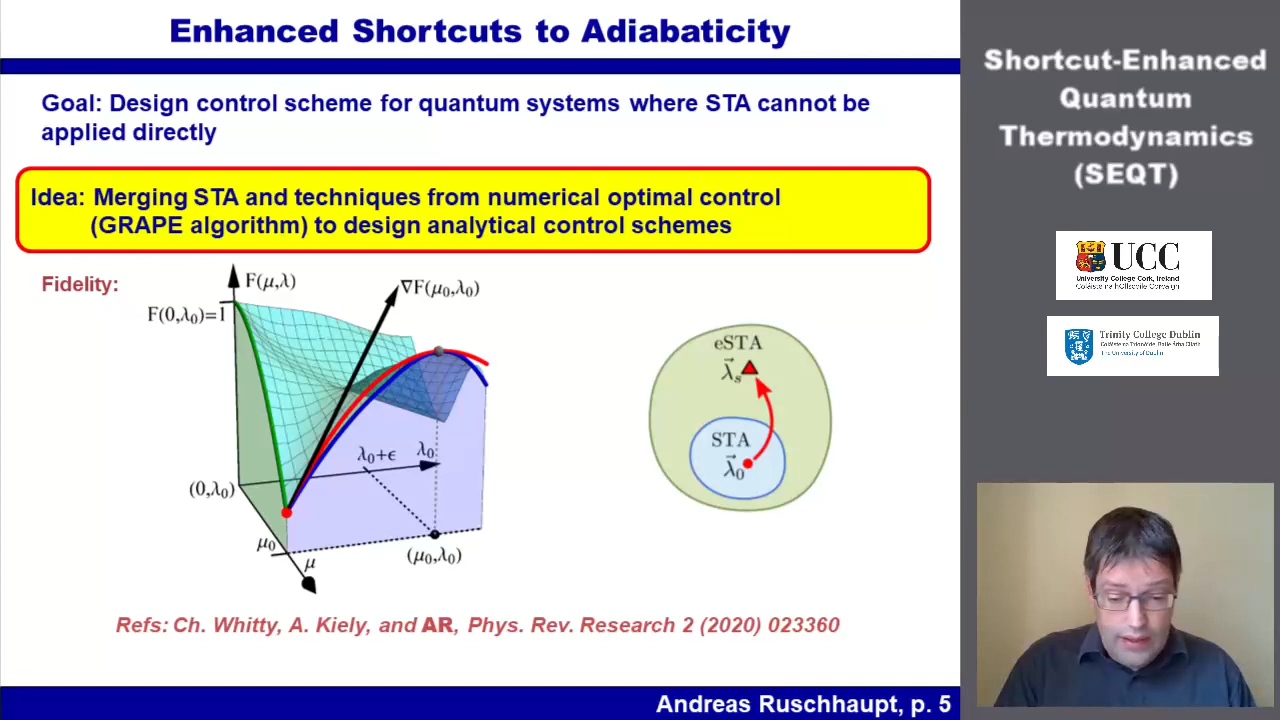 Enhanced Shortcuts to Adiabaticity
Goal: Design control scheme for quantum systems where STA cannot be
applied directly
Idea: Merging STA and techniques from numerical optimal control
(GRAPE algorithm) to design analytical control schemes
Fidelity:
F(μ,λ)
F(0,λ₀)=1
∇F(μ₀,λ₀)
λ₀+ϵ
λ₀
(0,λ₀)
μ₀
μ
(μ₀,λ₀)
eSTA
λ⃗ₛ
STA
λ⃗₀
Refs: Ch. Whitty, A. Kiely, and AR, Phys. Rev. Research 2 (2020) 023360
Andreas Ruschhaupt, p. 5
Shortcut-Enhanced
Quantum
Thermodynamics
(SEQT)
UCC
University College Cork, Ireland
Trinity College Dublin
The University of Dublin